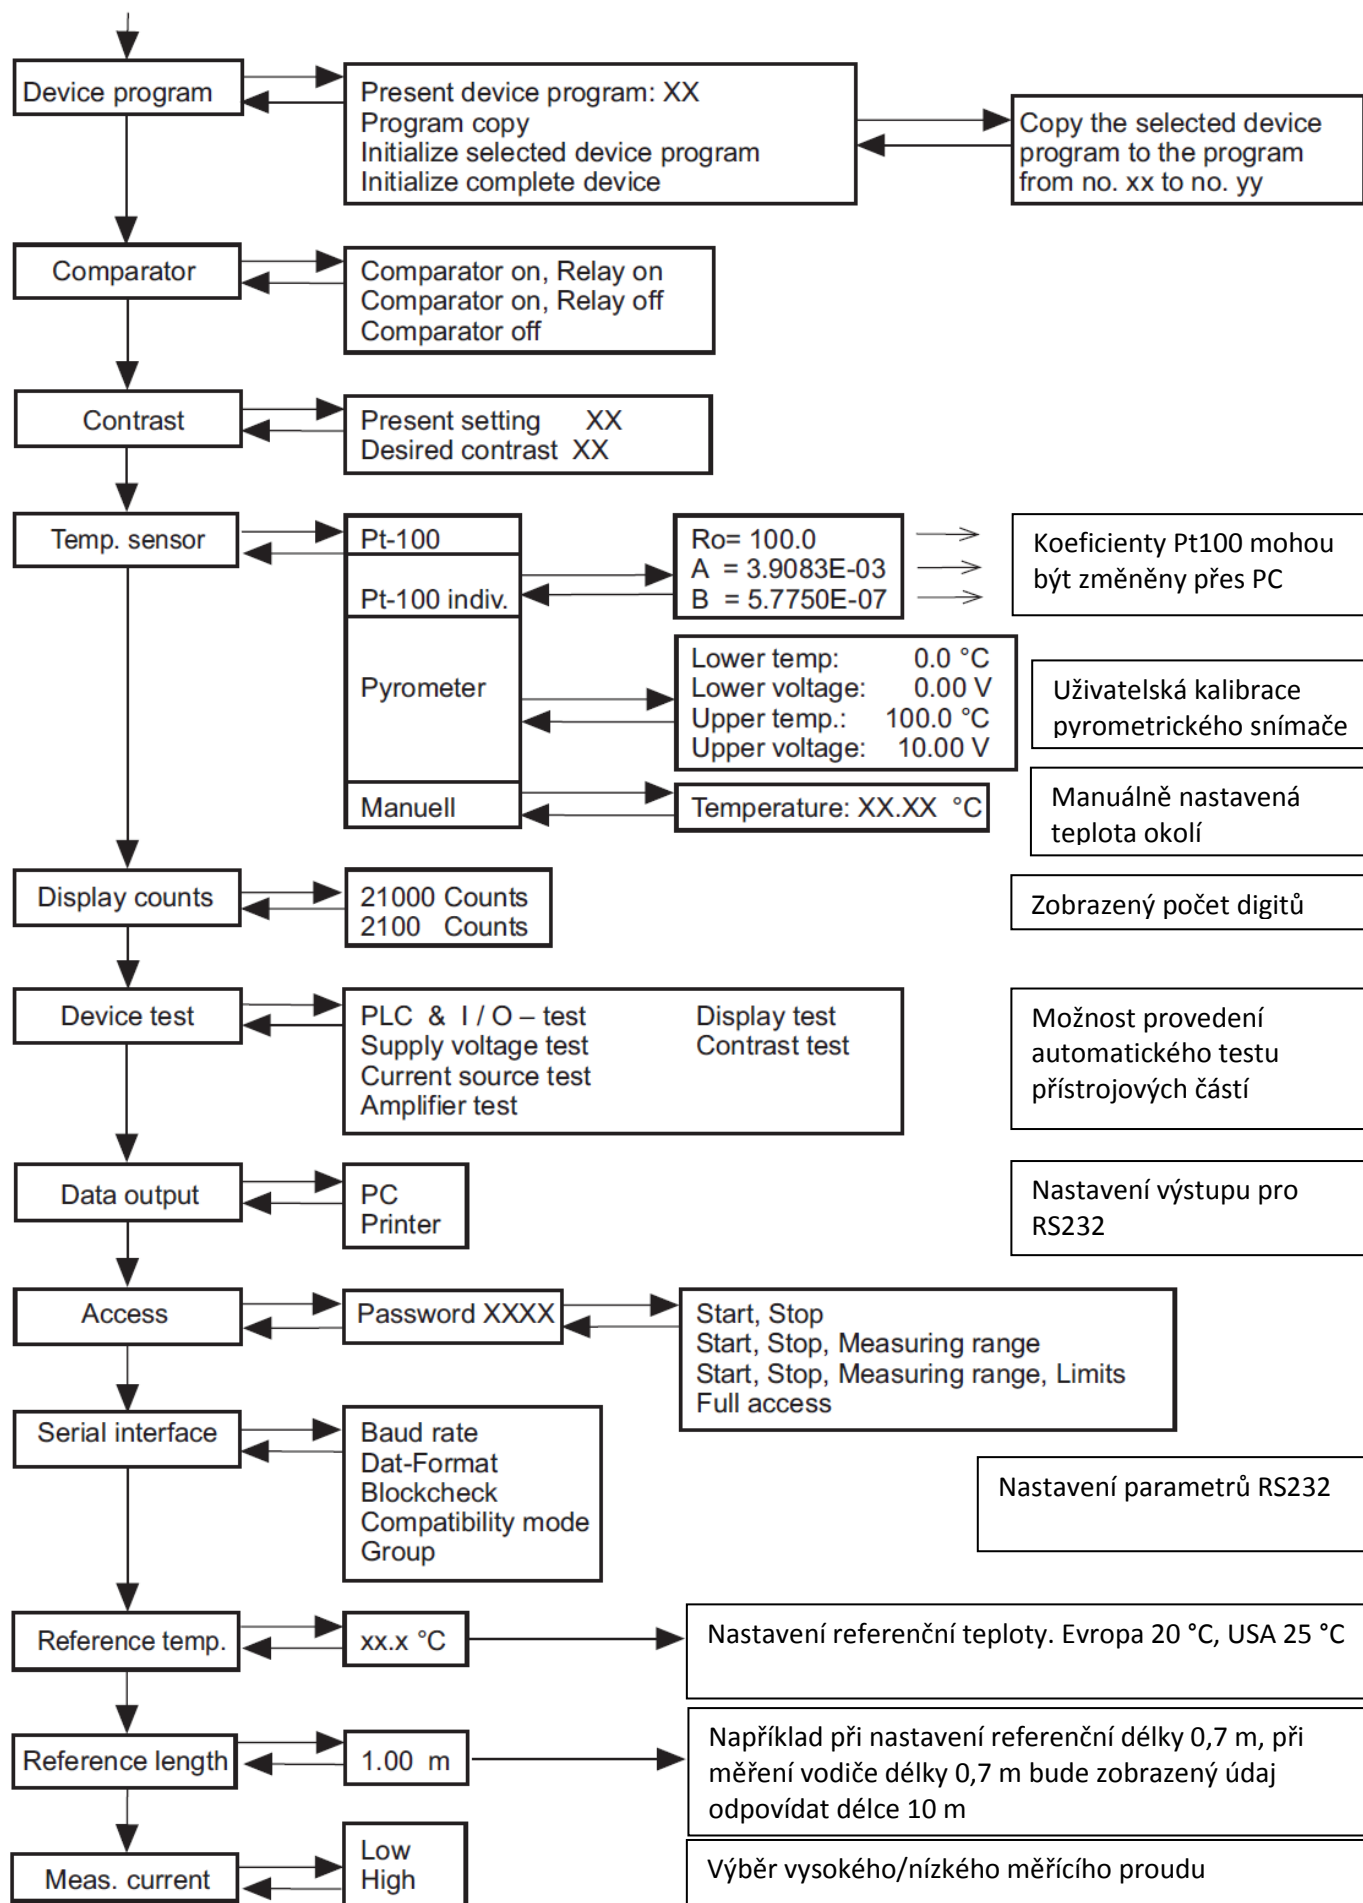 Device program
Present device program: XX
Program copy
Initialize selected device program
Initialize complete device
Copy the selected device
program to the program
from no. xx to no. yy
Comparator
Comparator on, Relay on
Comparator on, Relay off
Comparator off
Contrast
Present setting XX
Desired contrast XX
Temp. sensor
Pt-100
Pt-100 indiv.
Ro= 100.0
A = 3.9083E-03
B = 5.7750E-07
Koeficienty Pt100 mohou
být změněny přes PC
Pyrometer
Lower temp: 0.0 °C
Lower voltage: 0.00 V
Upper temp.: 100.0 °C
Upper voltage: 10.00 V
Uživatelská kalibrace
pyrometrického snímače
Manuell
Temperature: XX.XX °C
Manuálně nastavená
teplota okolí
Display counts
21000 Counts
2100 Counts
Zobrazený počet digitů
Device test
PLC & I / O – test Display test
Supply voltage test Contrast test
Current source test
Amplifier test
Možnost provedení
automatického testu
přístrojových částí
Data output
PC
Printer
Nastavení výstupu pro
RS232
Access
Password XXXX
Start, Stop
Start, Stop, Measuring range
Start, Stop, Measuring range, Limits
Full access
Serial interface
Baud rate
Dat-Format
Blockcheck
Compatibility mode
Group
Nastavení parametrů RS232
Reference temp.
xx.x °C
Nastavení referenční teploty. Evropa 20 °C, USA 25 °C
Reference length
1.00 m
Například při nastavení referenční délky 0,7 m, při
měření vodiče délky 0,7 m bude zobrazený údaj
odpovídat délce 10 m
Meas. current
Low
High
Výběr vysokého/nízkého měřícího proudu